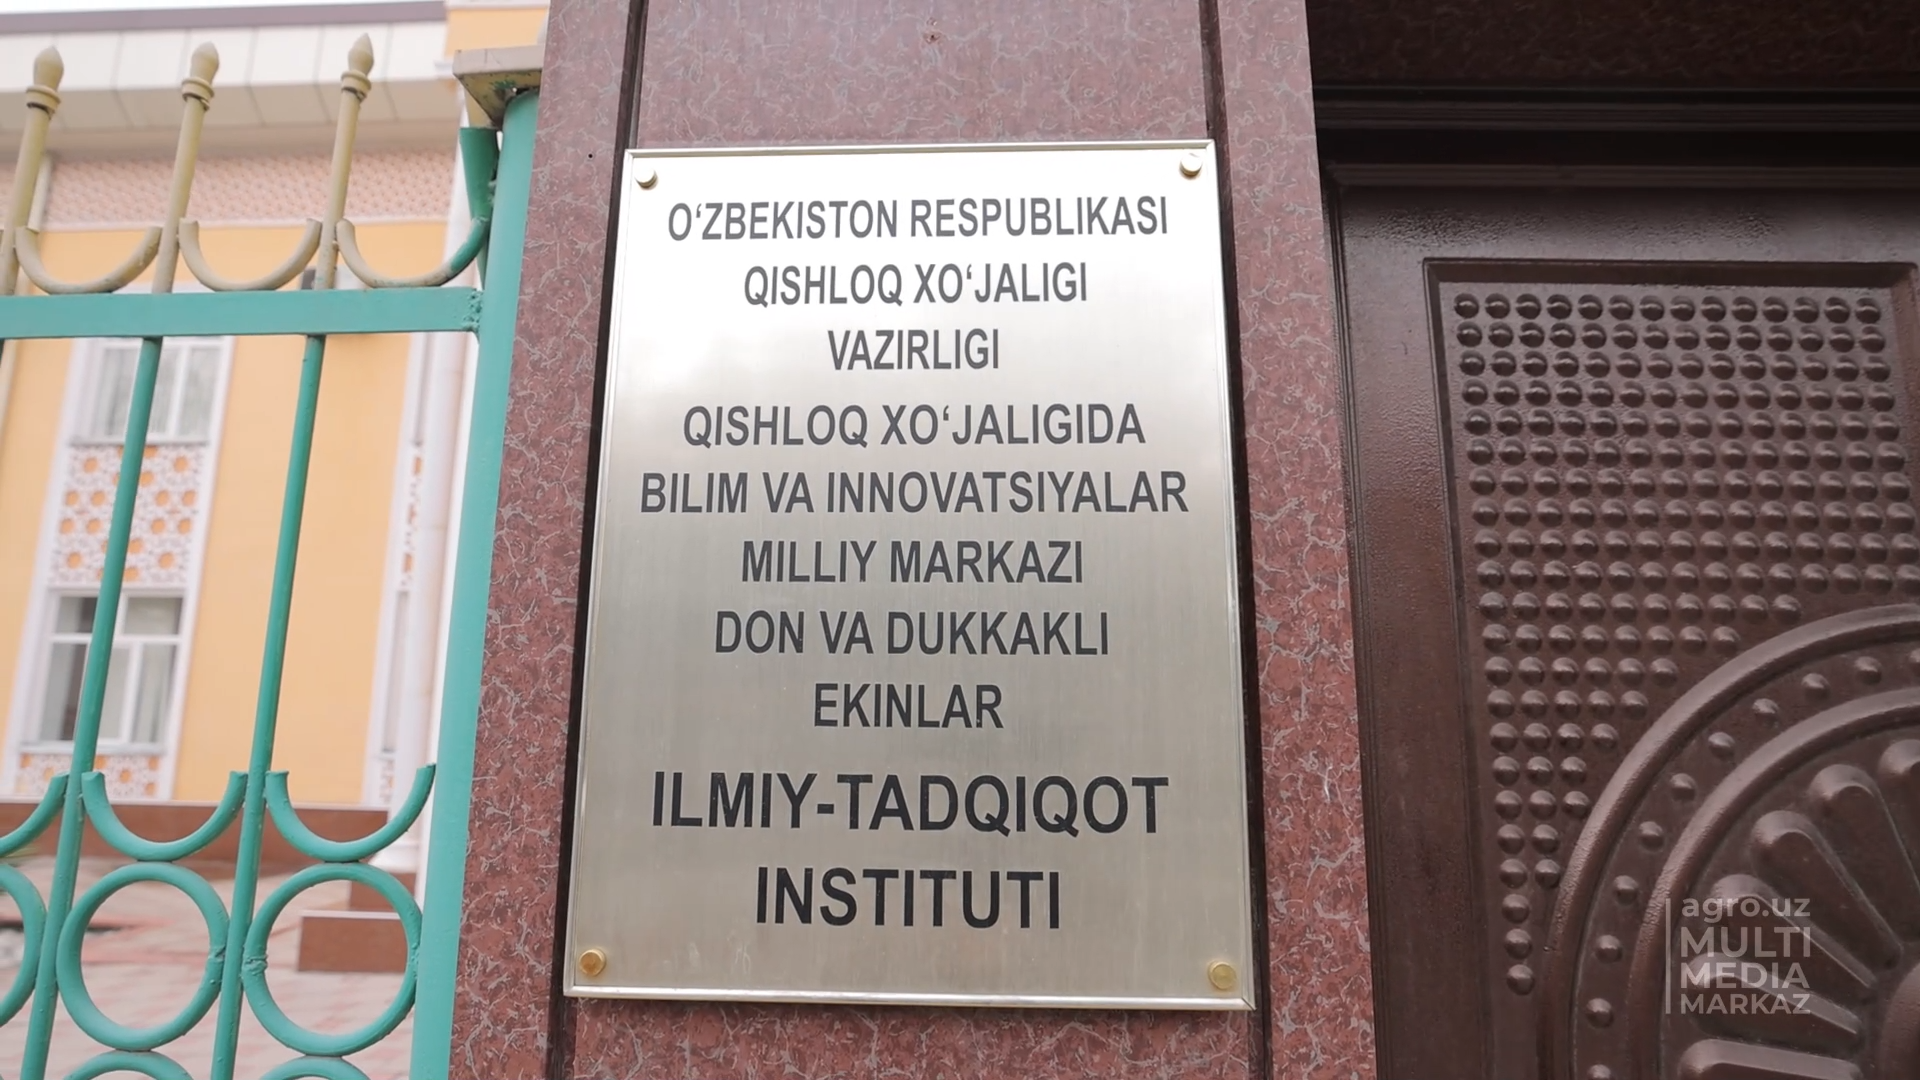 O‘ZBEKISTON RESPUBLIKASI
QISHLOQ XO‘JALIGI
VAZIRLIGI
QISHLOQ XO‘JALIGIDA
BILIM VA INNOVATSIYALAR
MILLIY MARKAZI
DON VA DUKKAKLI
EKINLAR
ILMIY-TADQIQOT
INSTITUTI
agro.uz
MULTI
MEDIA
MARKAZ